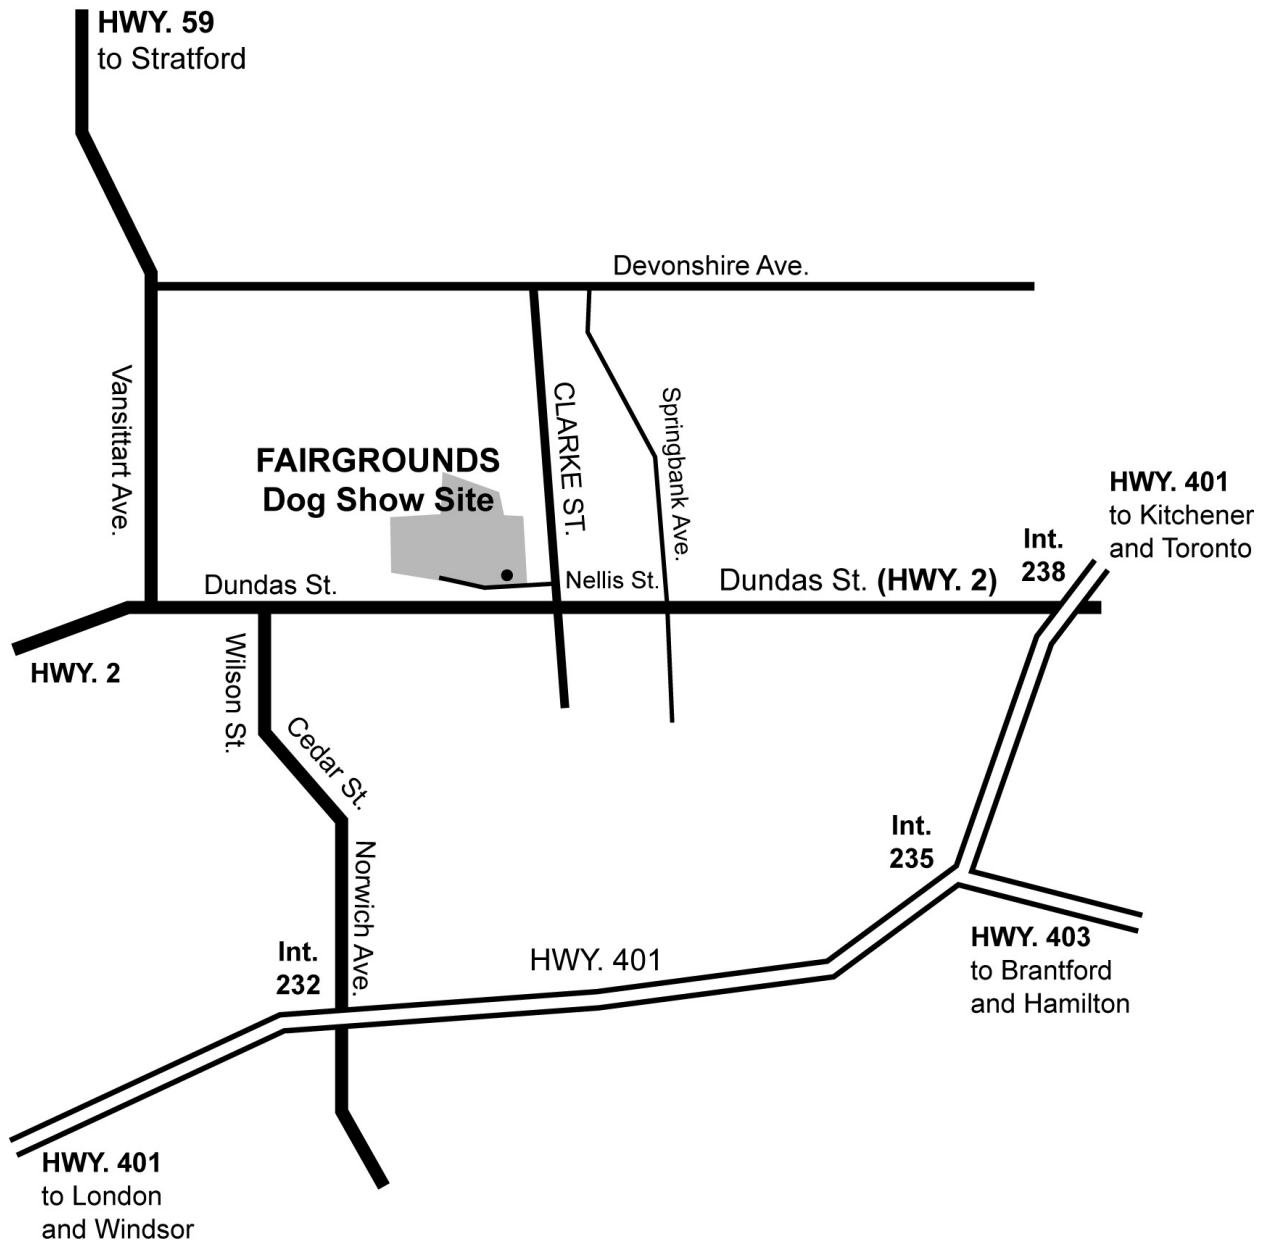 HWY. 59
to Stratford
Devonshire Ave.
Vansittart Ave.
CLARKE ST.
Springbank Ave.
FAIRGROUNDS
Dog Show Site
HWY. 401
to Kitchener
and Toronto
Int.
238
Dundas St.
Nellis St.
Dundas St. (HWY. 2)
HWY. 2
Wilson St.
Cedar St.
Norwich Ave.
Int.
235
Int.
232
HWY. 401
HWY. 403
to Brantford
and Hamilton
HWY. 401
to London
and Windsor